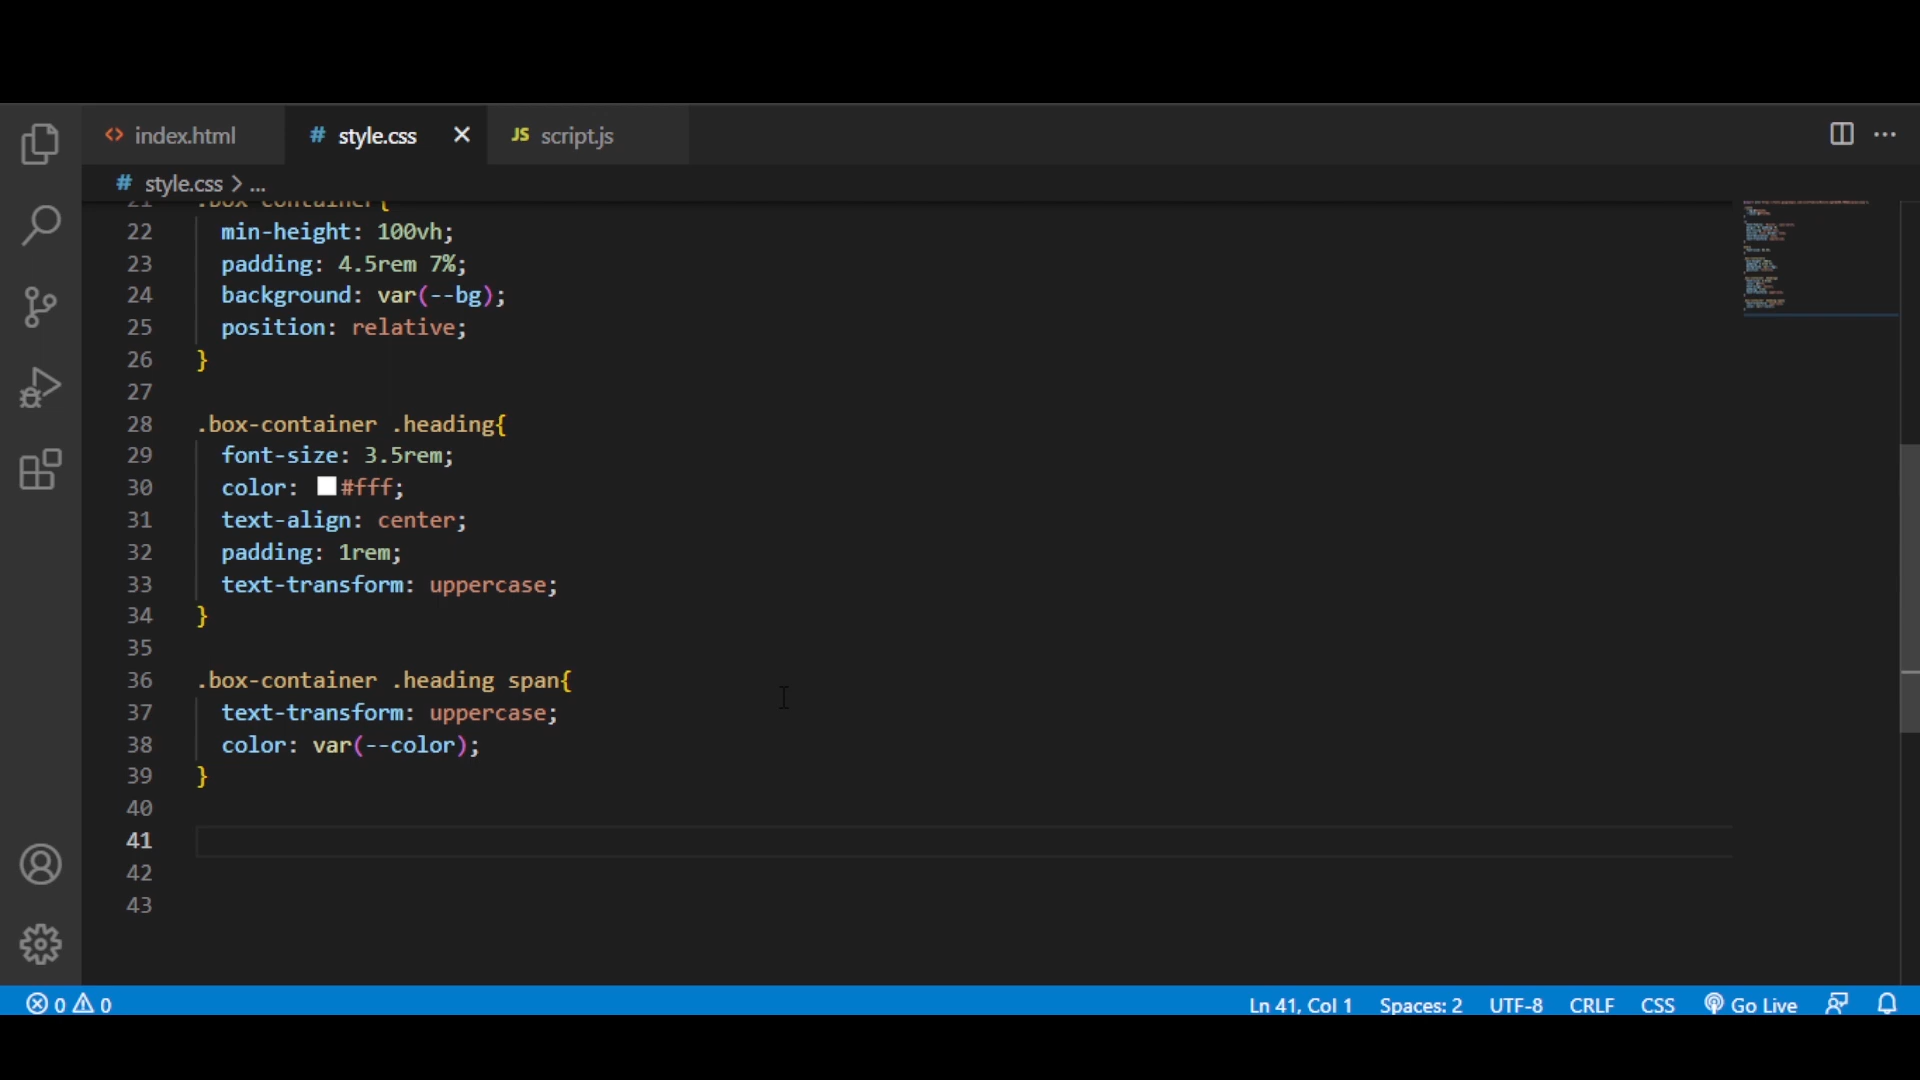 <> index.html # style.css × JS script.js ...
# style.css > ...
21 .box-container{
22 min-height: 100vh;
23 padding: 4.5rem 7%;
24 background: var(--bg);
25 position: relative;
26 }
27
28 .box-container .heading{
29 font-size: 3.5rem;
30 color: #fff;
31 text-align: center;
32 padding: 1rem;
33 text-transform: uppercase;
34 }
35
36 .box-container .heading span{
37 text-transform: uppercase;
38 color: var(--color);
39 }
40
41
42
43
0 0 Ln 41, Col 1 Spaces: 2 UTF-8 CRLF CSS Go Live